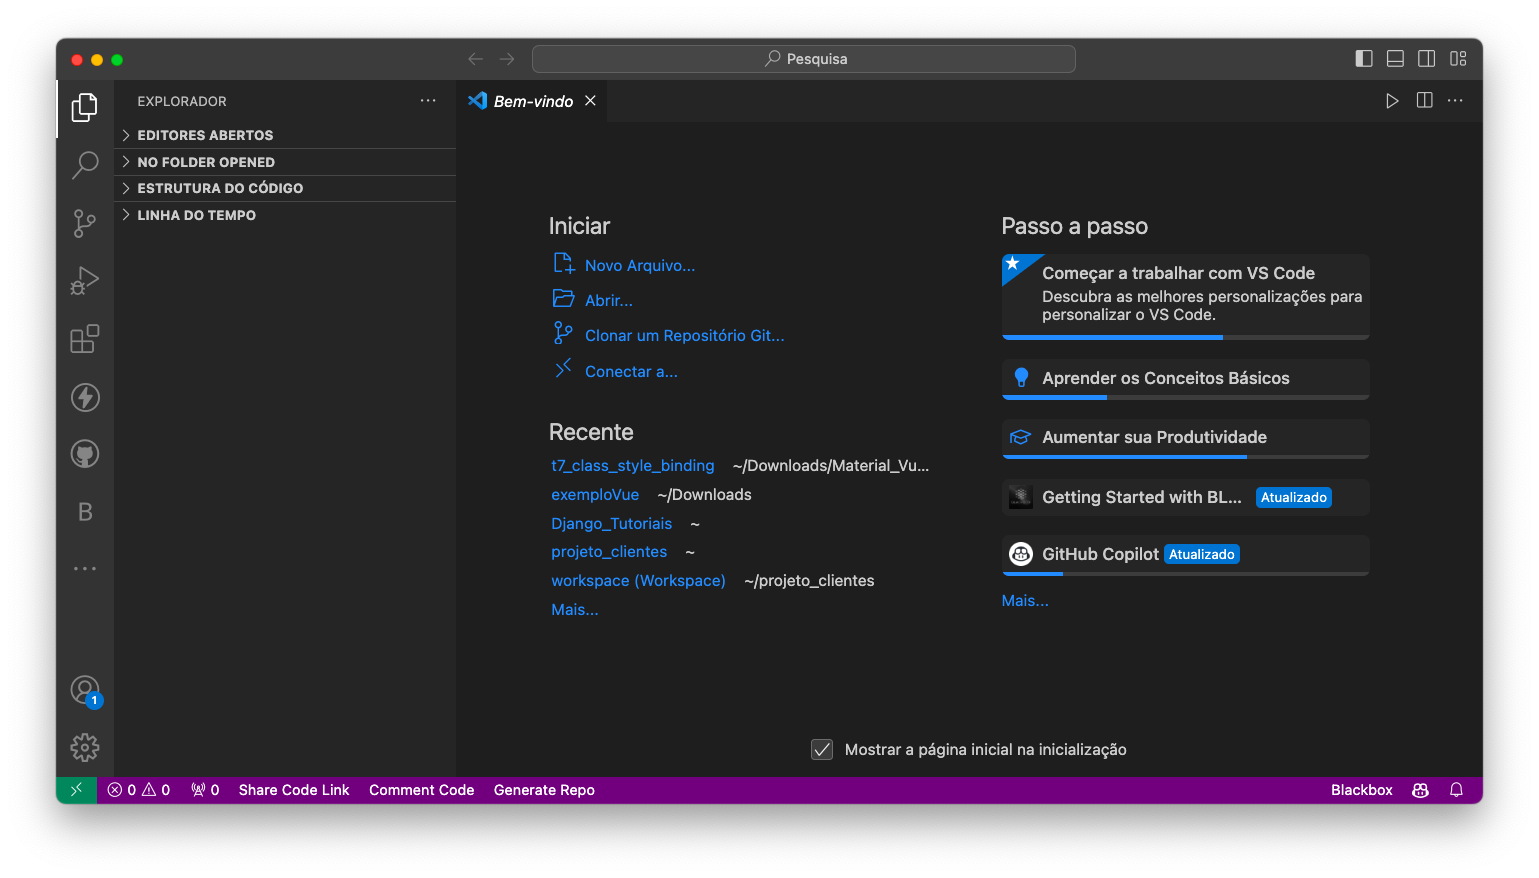 Pesquisa
EXPLORADOR
Bem-vindo
EDITORES ABERTOS
NO FOLDER OPENED
ESTRUTURA DO CÓDIGO
LINHA DO TEMPO
Iniciar
Novo Arquivo...
Abrir...
Clonar um Repositório Git...
Conectar a...
Recente
t7_class_style_binding ~/Downloads/Material_Vu...
exemploVue ~/Downloads
Django_Tutoriais ~
projeto_clientes ~
workspace (Workspace) ~/projeto_clientes
Mais...
Passo a passo
Começar a trabalhar com VS Code
Descubra as melhores personalizações para
personalizar o VS Code.
Aprender os Conceitos Básicos
Aumentar sua Produtividade
Getting Started with BL... Atualizado
GitHub Copilot Atualizado
Mais...
B
1
Mostrar a página inicial na inicialização
0 0 0 Share Code Link Comment Code Generate Repo Blackbox